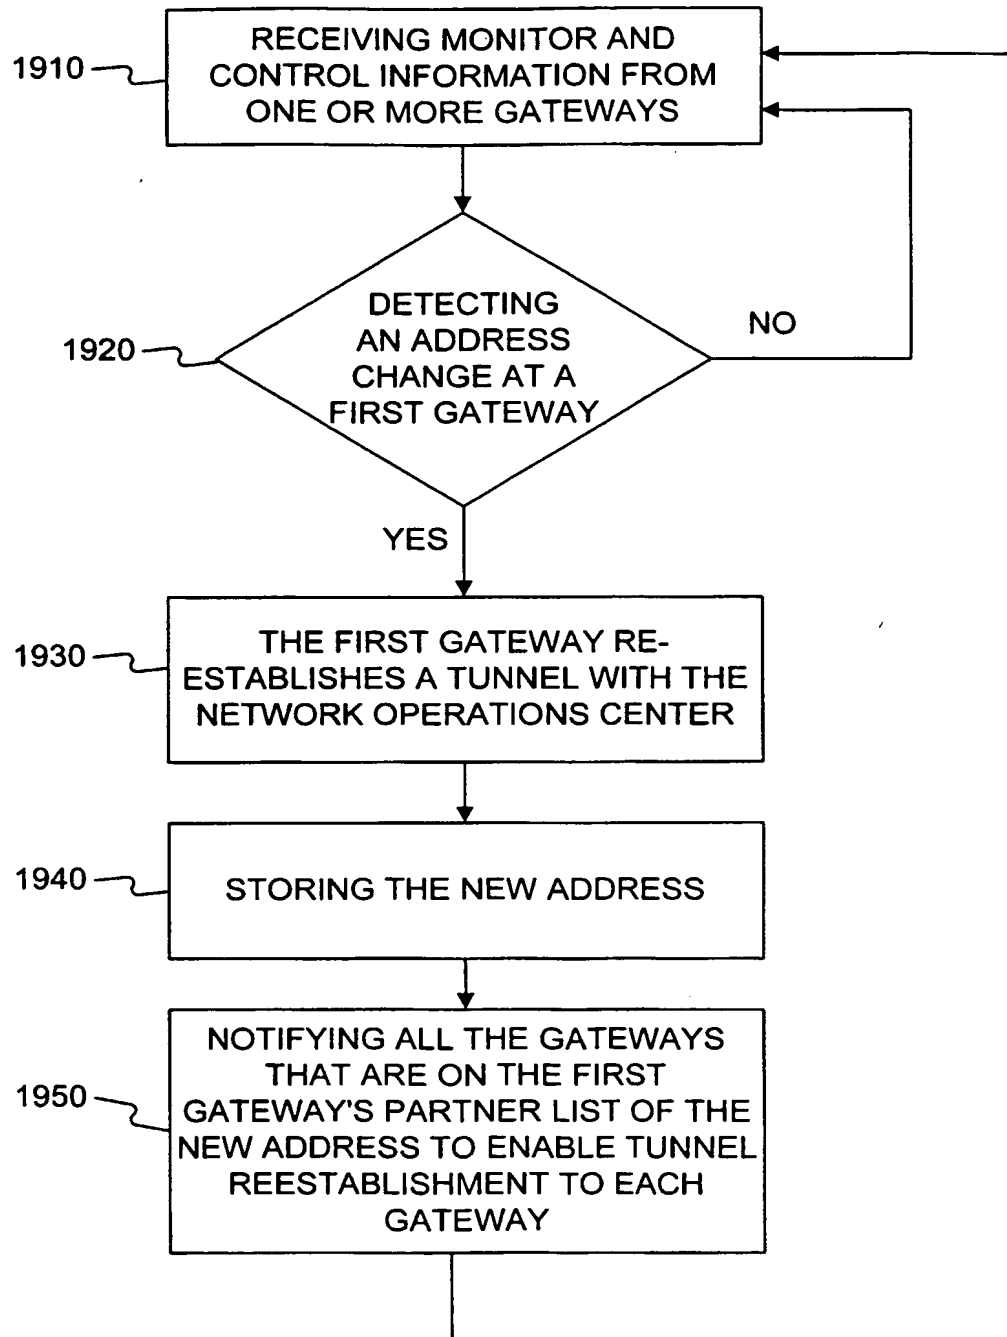 1910
RECEIVING MONITOR AND
CONTROL INFORMATION FROM
ONE OR MORE GATEWAYS
1920
DETECTING
AN ADDRESS
CHANGE AT A
FIRST GATEWAY
NO
YES
1930
THE FIRST GATEWAY RE-
ESTABLISHES A TUNNEL WITH THE
NETWORK OPERATIONS CENTER
1940
STORING THE NEW ADDRESS
1950
NOTIFYING ALL THE GATEWAYS
THAT ARE ON THE FIRST
GATEWAY'S PARTNER LIST OF THE
NEW ADDRESS TO ENABLE TUNNEL
REESTABLISHMENT TO EACH
GATEWAY